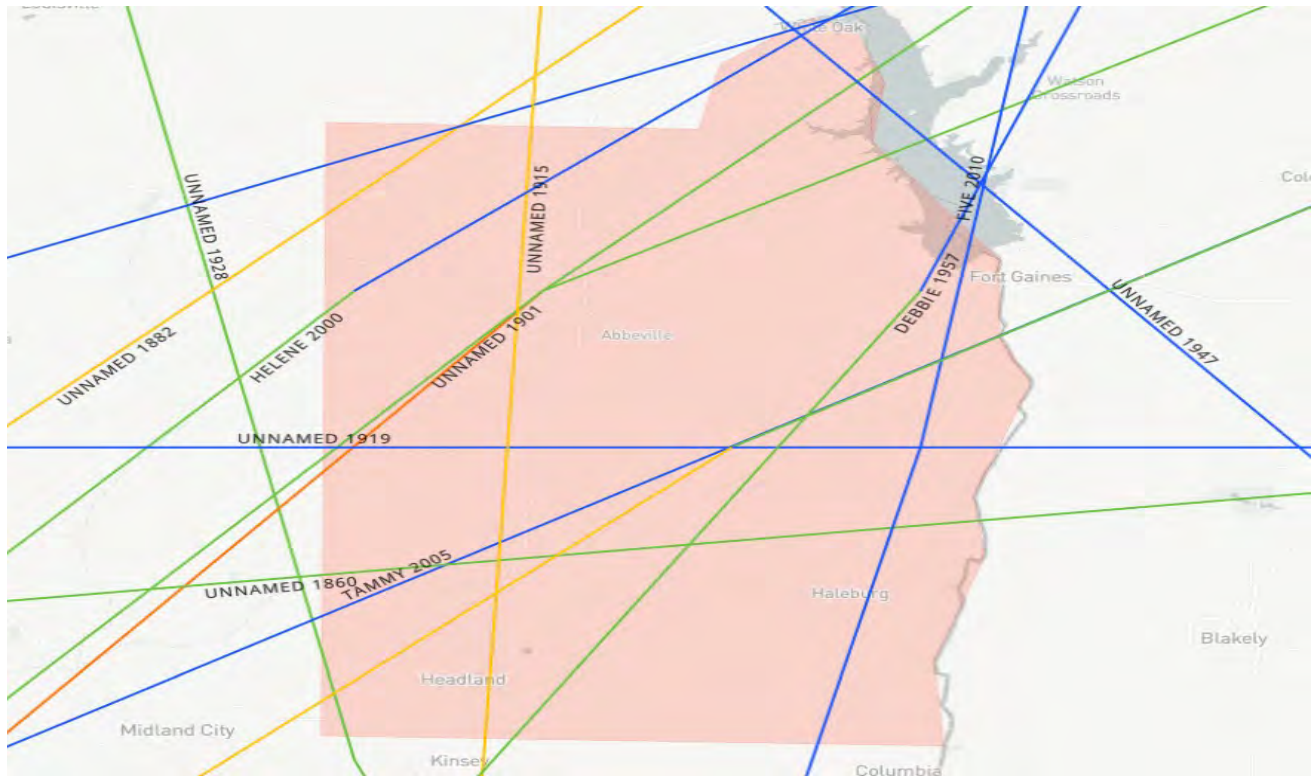 Louisville
White Oak
Watson
Crossroads
UNNAMED 1928
UNNAMED 1915
FIVE 2010
Fort Gaines
DEBBIE 1957
UNNAMED 1947
HELENE 2000
UNNAMED 1901
Abbeville
UNNAMED 1882
UNNAMED 1919
UNNAMED 1860
TAMMY 2005
Haleburg
Blakely
Headland
Midland City
Kinsey
Columbia